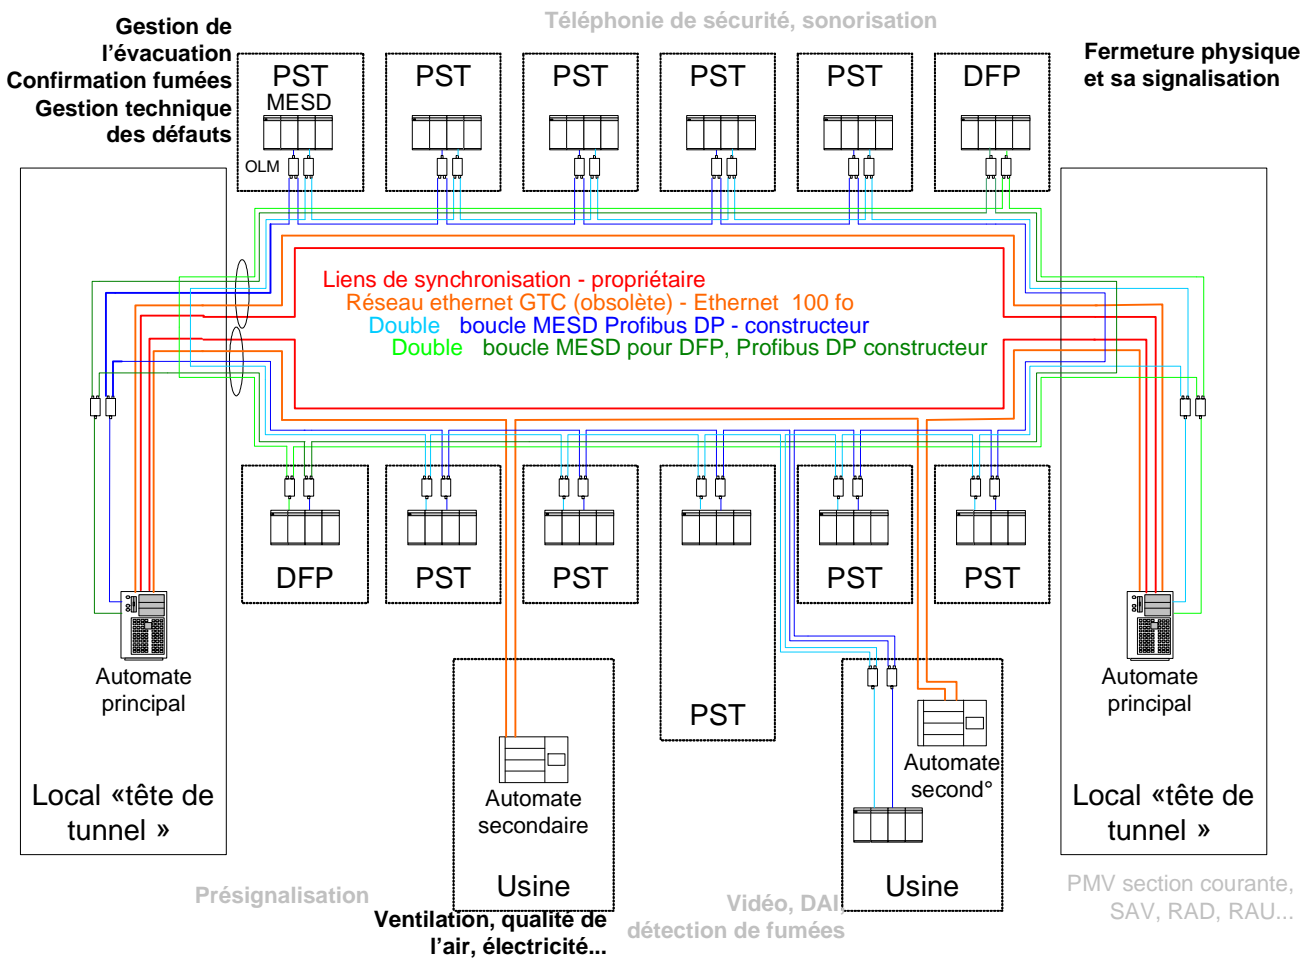 Téléphonie de sécurité, sonorisation
Gestion de
l'évacuation
Confirmation fumées
Gestion technique
des défauts
Fermeture physique
et sa signalisation
PST
MESD
PST
PST
PST
PST
DFP
OLM
Liens de synchronisation - propriétaire
Réseau ethernet GTC (obsolète) - Ethernet 100 fo
Double boucle MESD Profibus DP - constructeur
Double boucle MESD pour DFP, Profibus DP constructeur
DFP
PST
PST
PST
PST
PST
Automate
principal
Automate
principal
Automate
secondaire
Automate
second°
Local «tête de
tunnel »
Local «tête de
tunnel »
Usine
Usine
Présignalisation
Ventilation, qualité de
l'air, électricité...
Vidéo, DAI,
détection de fumées
PMV section courante,
SAV, RAD, RAU...